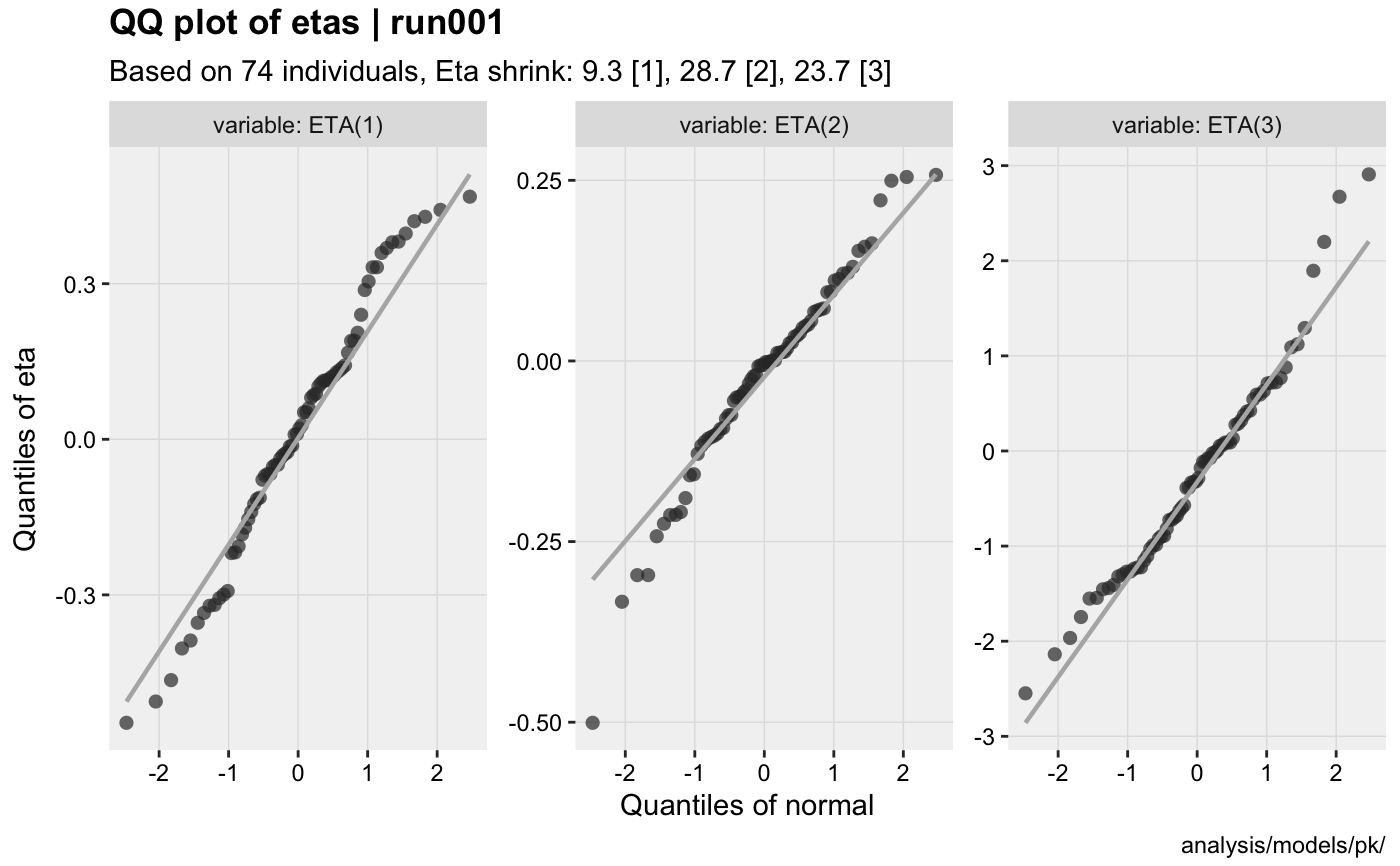 QQ plot of etas | run001
Based on 74 individuals, Eta shrink: 9.3 [1], 28.7 [2], 23.7 [3]
variable: ETA(1)
variable: ETA(2)
variable: ETA(3)
Quantiles of eta
0.3
0.0
-0.3
0.25
0.00
-0.25
-0.50
3
2
1
0
-1
-2
-3
-2 -1 0 1 2
-2 -1 0 1 2
-2 -1 0 1 2
Quantiles of normal
analysis/models/pk/